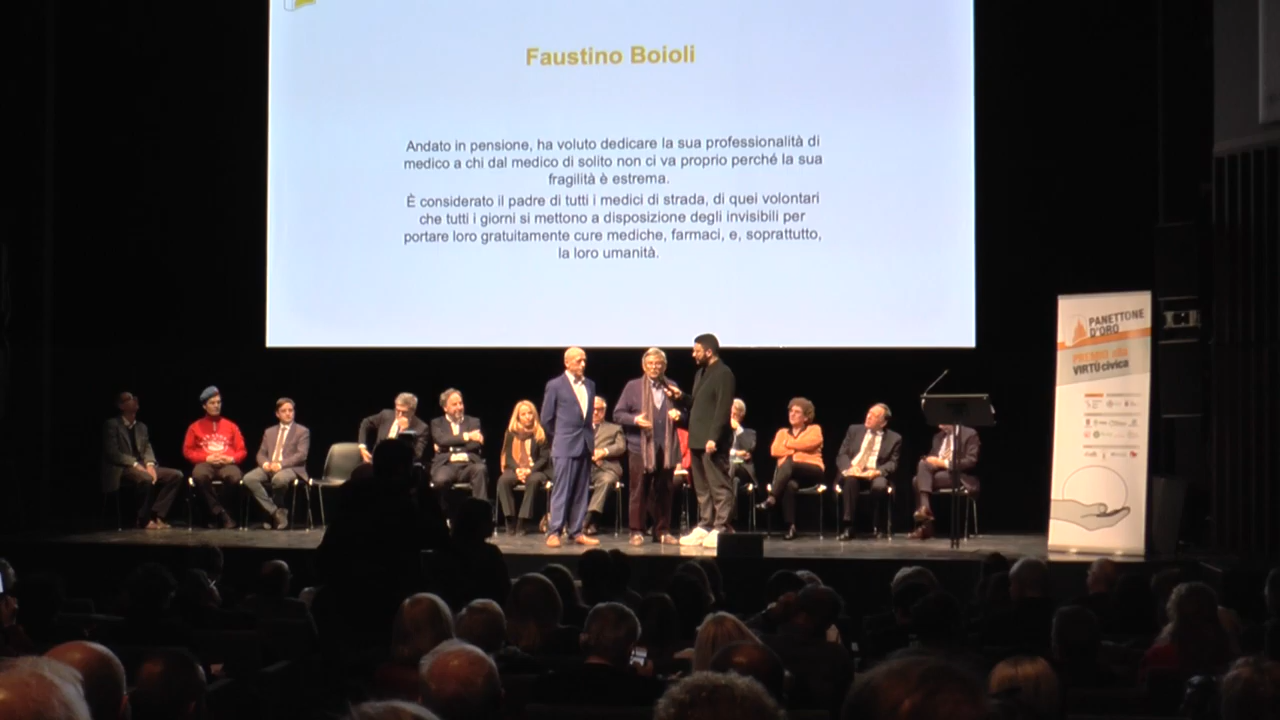 Faustino Boioli
Andato in pensione, ha voluto dedicare la sua professionalità di
medico a chi dal medico di solito non ci va proprio perché la sua
fragilità è estrema.
È considerato il padre di tutti i medici di strada, di quei volontari
che tutti i giorni si mettono a disposizione degli invisibili per
portare loro gratuitamente cure mediche, farmaci, e, soprattutto,
la loro umanità.
PANETTONE
D'ORO
PREMIO alla
VIRTÙ civica